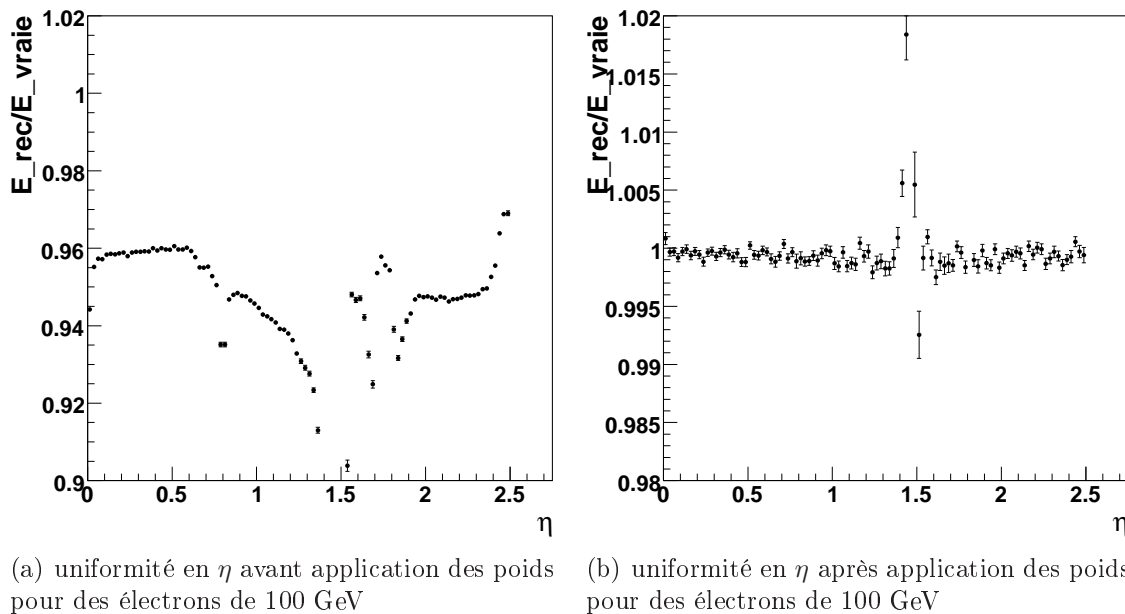 E_rec/E_vraie
1.02
1
0.98
0.96
0.94
0.92
0.9
0 0.5 1 1.5 2 2.5
η
(a) uniformité en η avant application des poids
pour des électrons de 100 GeV
E_rec/E_vraie
1.02
1.015
1.01
1.005
1
0.995
0.99
0.985
0.98
0 0.5 1 1.5 2 2.5
η
(b) uniformité en η après application des poids
pour des électrons de 100 GeV